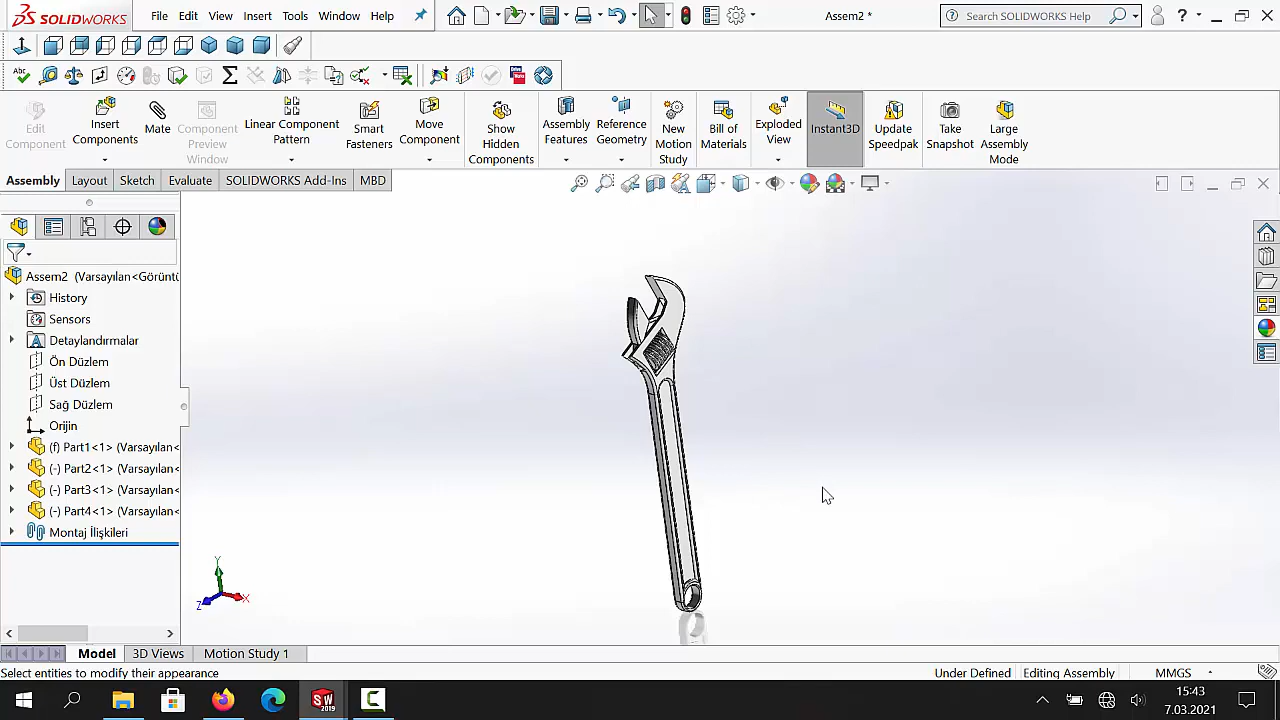 SOLIDWORKS File Edit View Insert Tools Window Help Assem2 * Search SOLIDWORKS Help ?
Abc
Edit Component
Insert Components
Mate
Component Preview Window
Linear Component Pattern
Smart Fasteners
Move Component
Show Hidden Components
Assembly Features
Reference Geometry
New Motion Study
Bill of Materials
Exploded View
Instant3D
Update Speedpak
Take Snapshot
Large Assembly Mode
Assembly Layout Sketch Evaluate SOLIDWORKS Add-Ins MBD
Assem2 (Varsayılan<Görüntü
History
Sensors
Detaylandırmalar
Ön Düzlem
Üst Düzlem
Sağ Düzlem
Orijin
(f) Part1<1> (Varsayılan<
(-) Part2<1> (Varsayılan<
(-) Part3<1> (Varsayılan<
(-) Part4<1> (Varsayılan<
Montaj İlişkileri
Y
Z
X
Model 3D Views Motion Study 1
Select entities to modify their appearance Under Defined Editing Assembly MMGS
SW 2019
15:43
7.03.2021